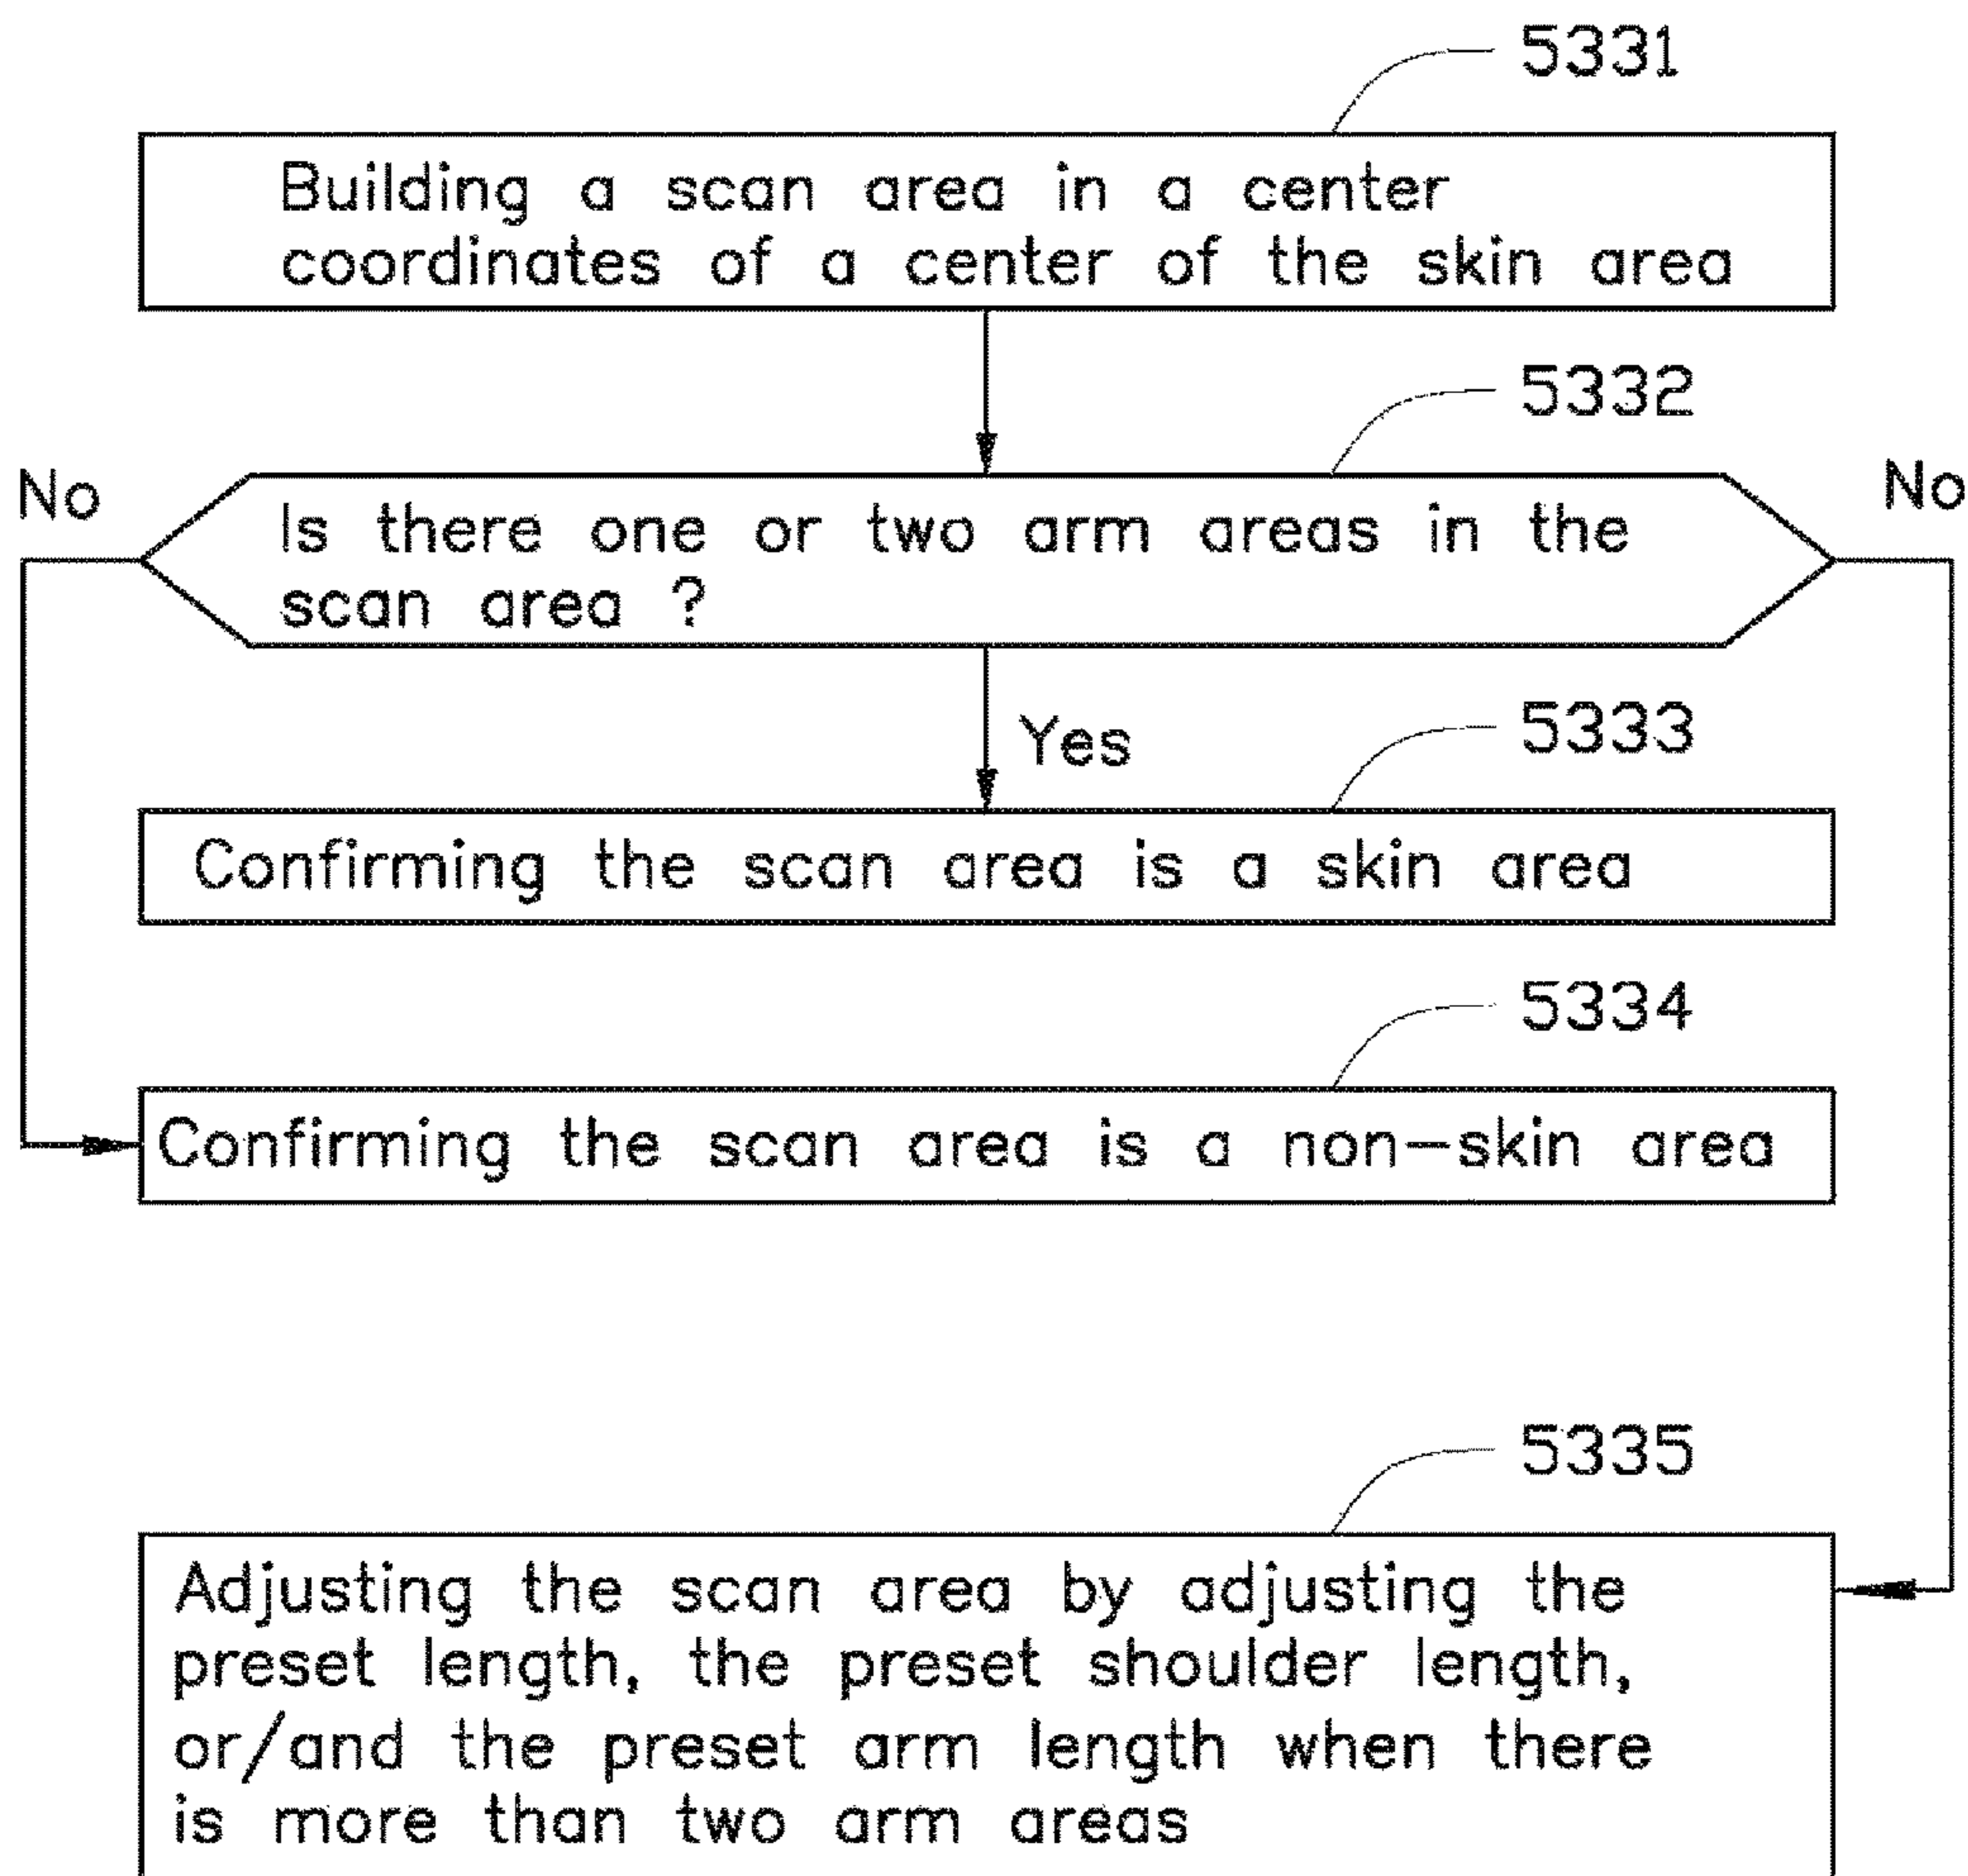 5331
Building a scan area in a center
coordinates of a center of the skin area
5332
No
No
Is there one or two arm areas in the
scan area ?
Yes
5333
Confirming the scan area is a skin area
5334
Confirming the scan area is a non-skin area
5335
Adjusting the scan area by adjusting the
preset length, the preset shoulder length,
or/and the preset arm length when there
is more than two arm areas